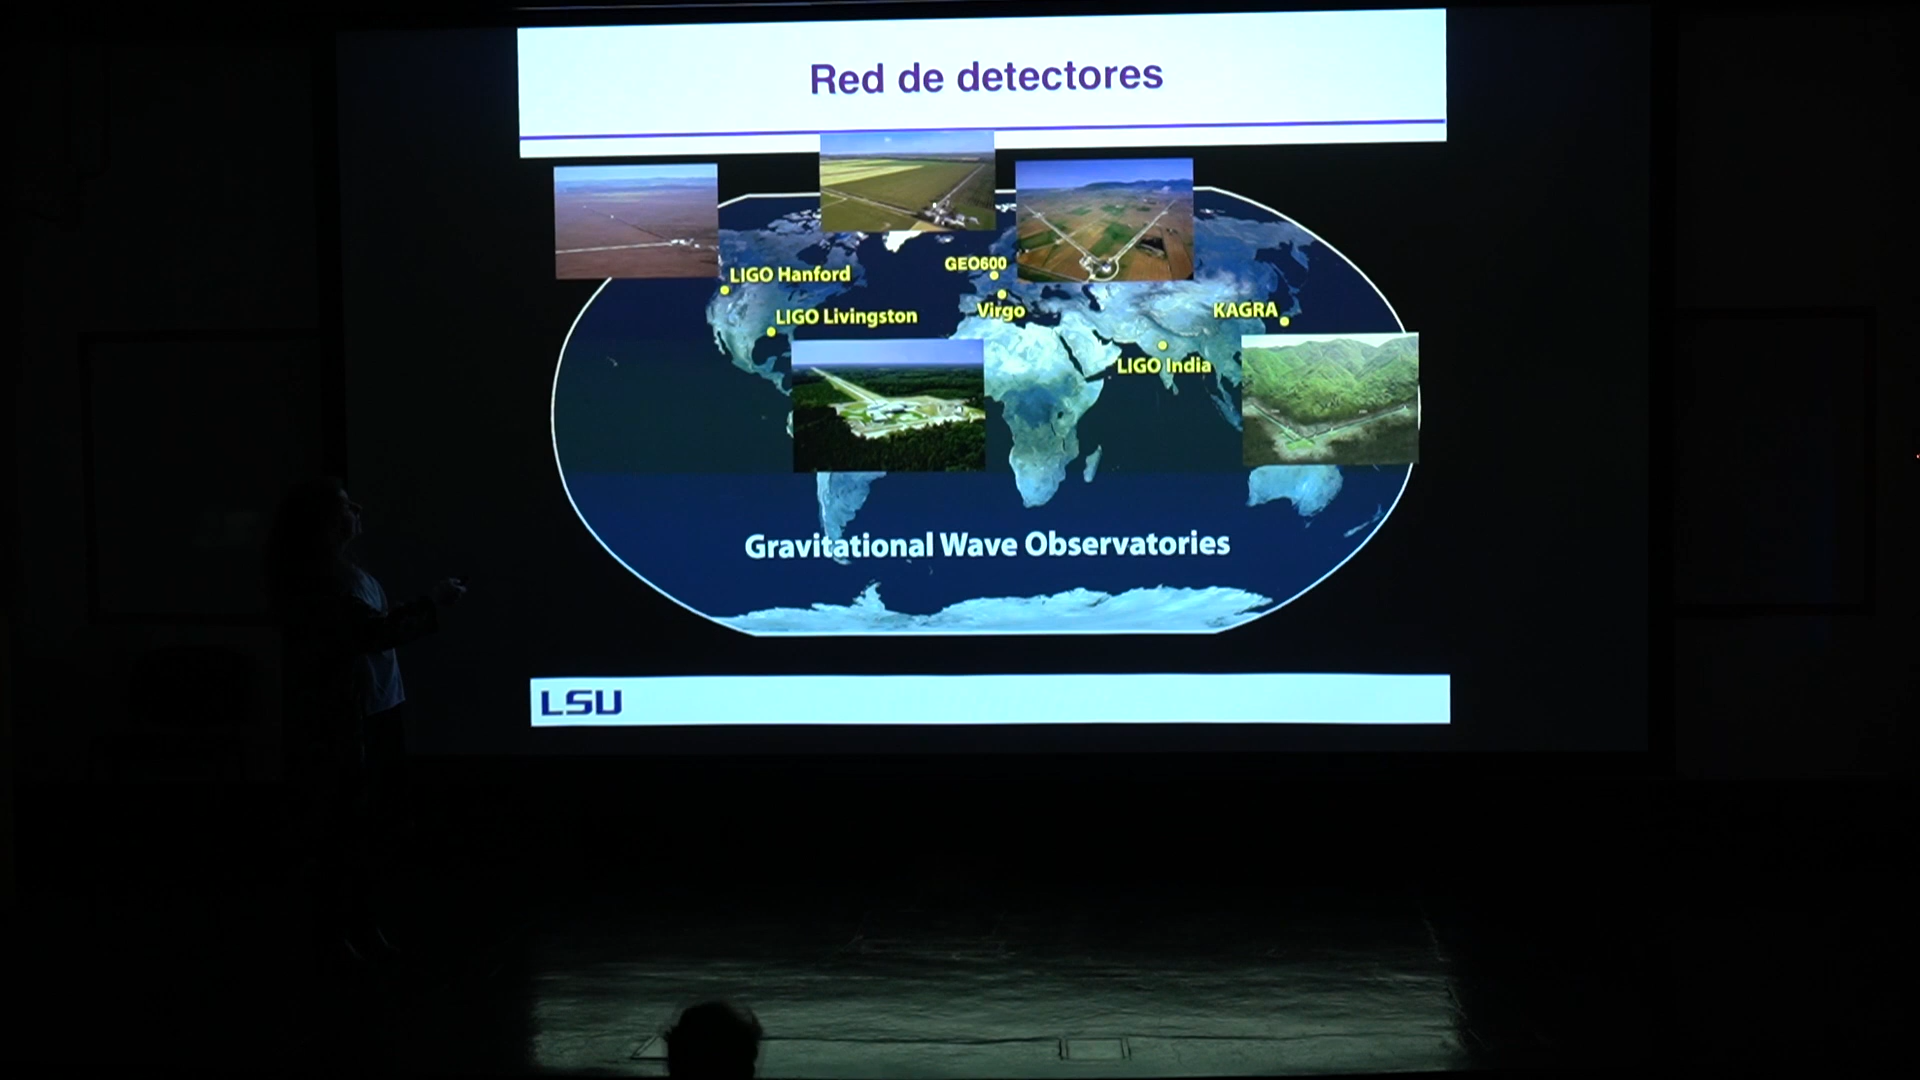 Red de detectores
LIGO Hanford
GEO600
LIGO Livingston
Virgo
KAGRA
LIGO India
Gravitational Wave Observatories
LSU